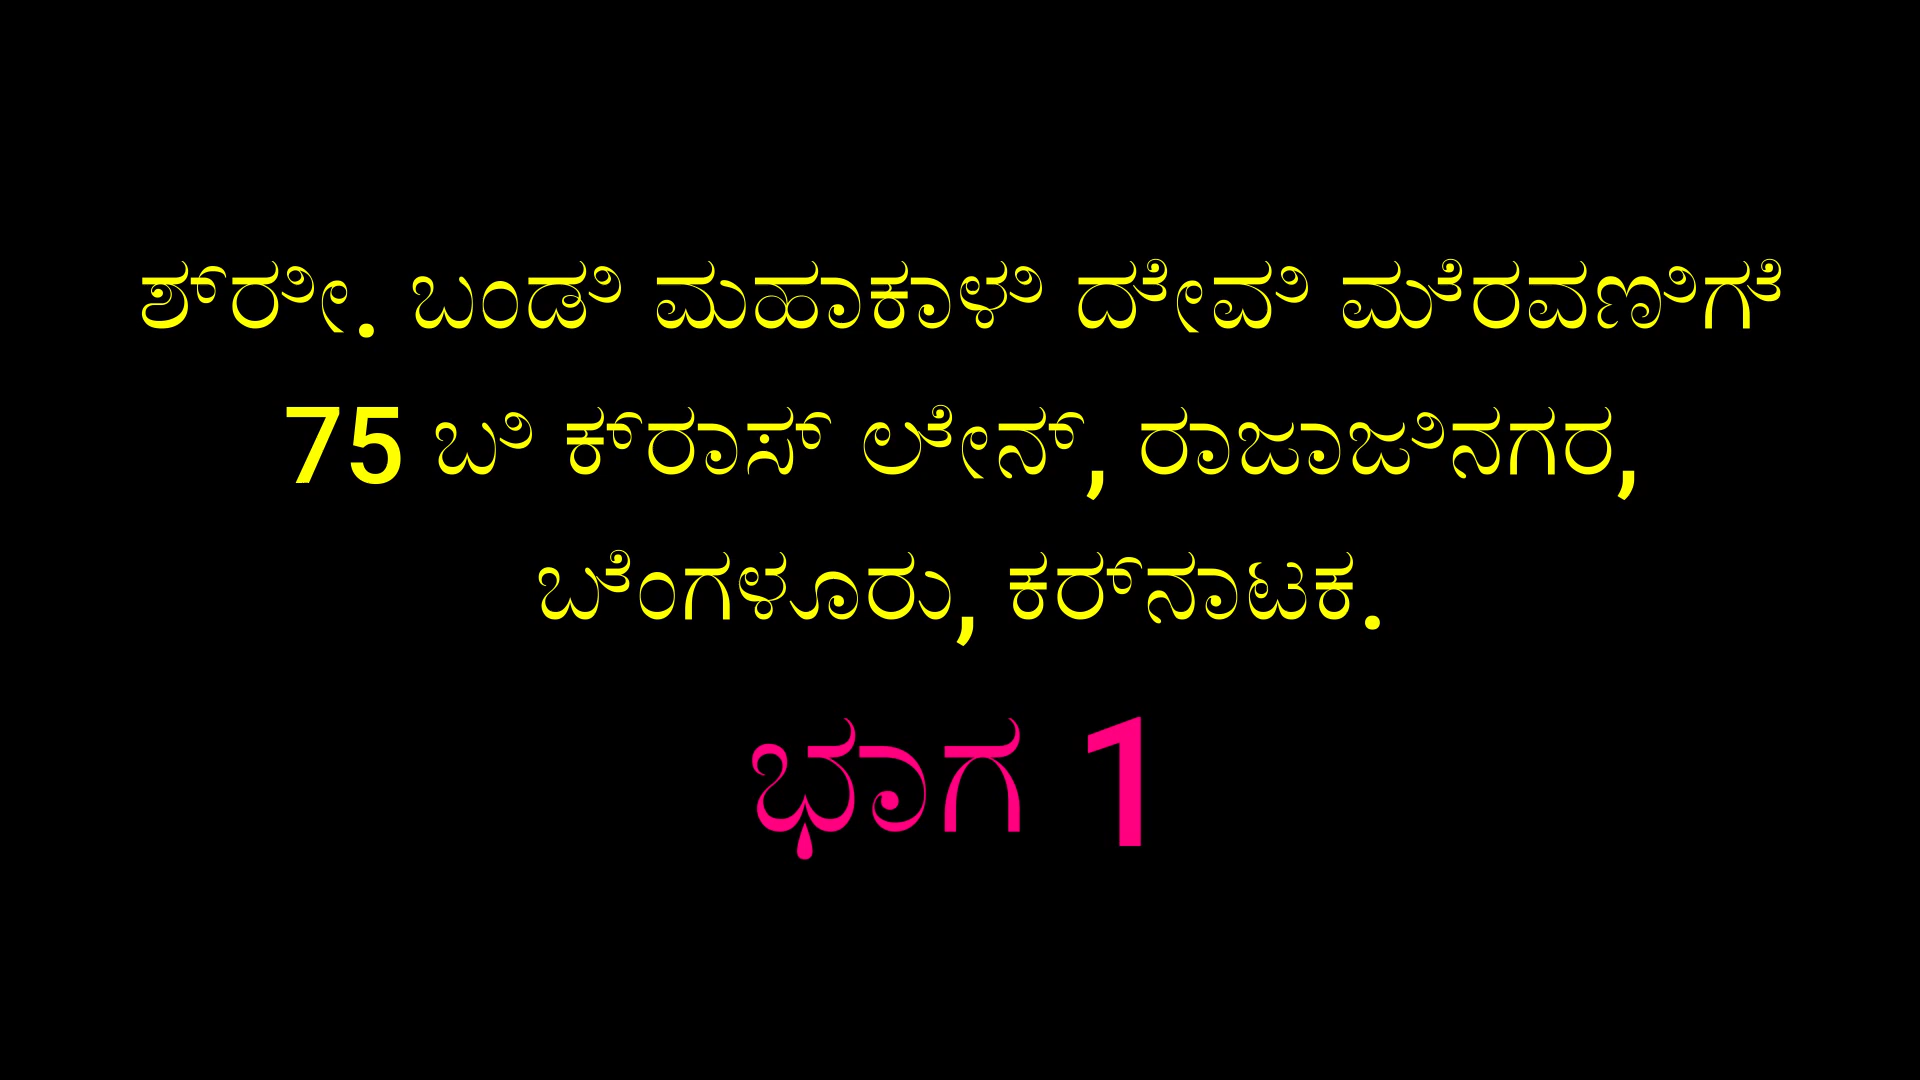 ಶ್ರೀ. ಬಂಡಿ ಮಹಾಕಾಳಿ ದೇವಿ ಮೆರವಣಿಗೆ
75 ಬಿ ಕ್ರಾಸ್ ಲೇನ್, ರಾಜಾಜಿನಗರ,
ಬೆಂಗಳೂರು, ಕರ್ನಾಟಕ.
ಭಾಗ 1